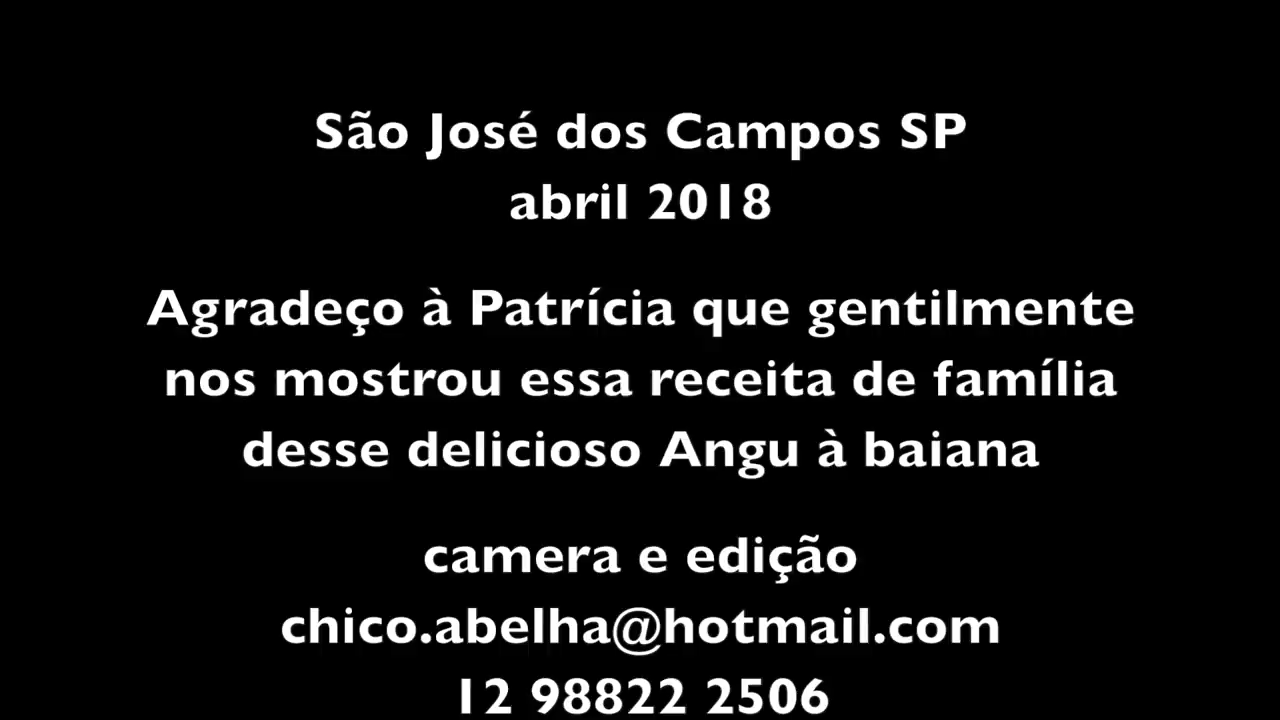 São José dos Campos SP
abril 2018
Agradeço à Patrícia que gentilmente
nos mostrou essa receita de família
desse delicioso Angu à baiana
camera e edição
chico.abelha@hotmail.com
12 98822 2506